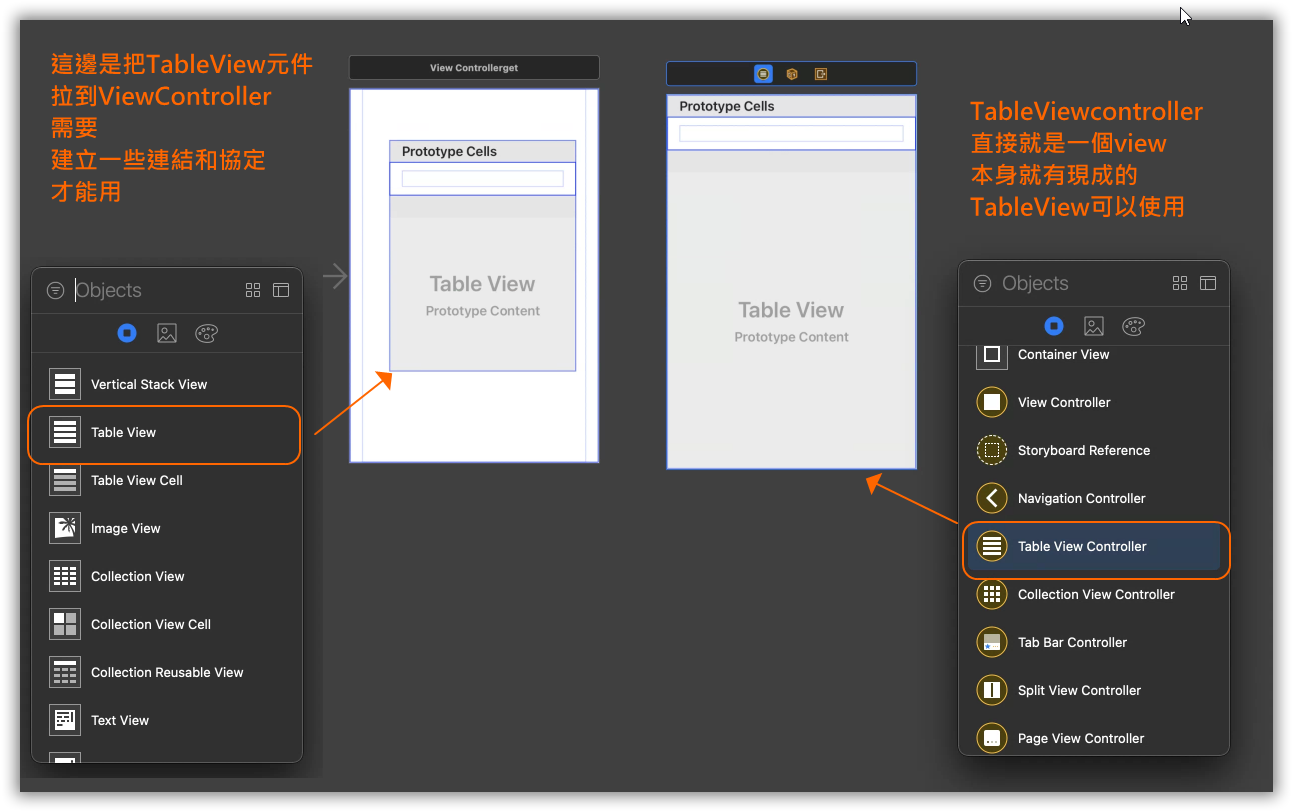 這邊是把TableView元件
拉到ViewController
需要
建立一些連結和協定
才能用
View Controllerget
Prototype Cells
Table View
Prototype Content
Prototype Cells
Table View
Prototype Content
TableViewcontroller
直接就是一個view
本身就有現成的
TableView可以使用
Objects
Vertical Stack View
Table View
Table View Cell
Image View
Collection View
Collection View Cell
Collection Reusable View
Text View
Objects
Container View
View Controller
Storyboard Reference
Navigation Controller
Table View Controller
Collection View Controller
Tab Bar Controller
Split View Controller
Page View Controller